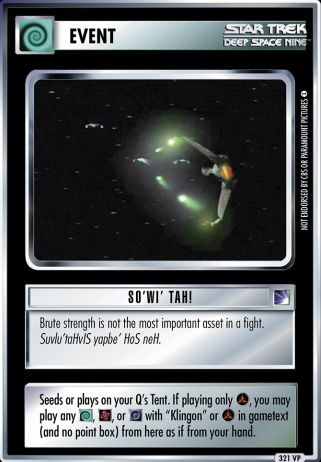 EVENT
STAR TREK
DEEP SPACE NINE™
NOT ENDORSED BY CBS OR PARAMOUNT PICTURES
SO'WI' TAH!
Brute strength is not the most important asset in a fight.
Suvlu'taHvIS yapbe' HoS neH.
Seeds or plays on your Q's Tent. If playing only , you may
play any , , or with "Klingon" or in gametext
(and no point box) from here as if from your hand.
321 VP